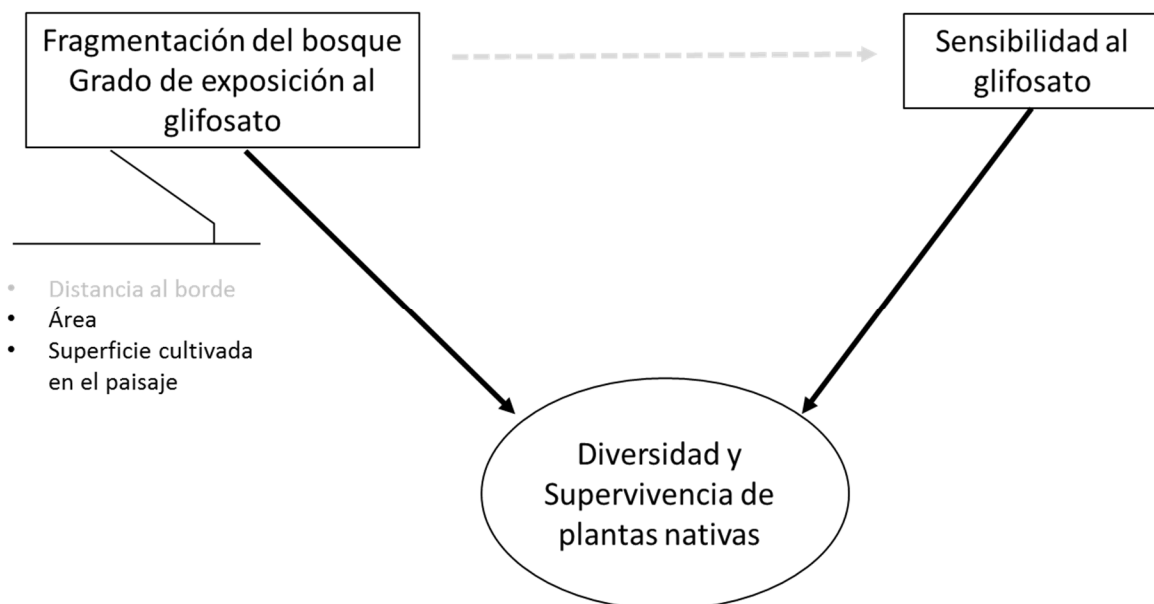 Fragmentación del bosque
Grado de exposición al
glifosato
Sensibilidad al
glifosato
• Distancia al borde
• Área
• Superficie cultivada
en el paisaje
Diversidad y
Supervivencia de
plantas nativas